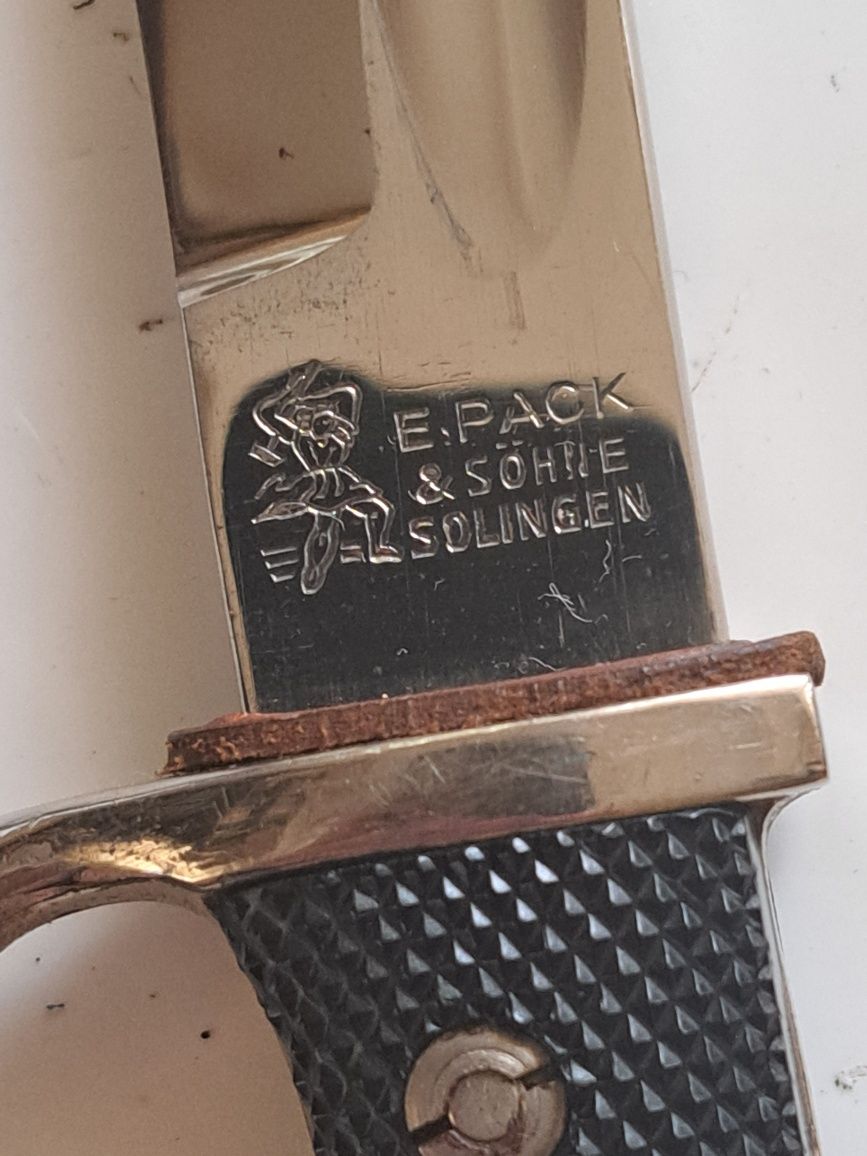 E. PACK
& SÖHNE
SOLINGEN